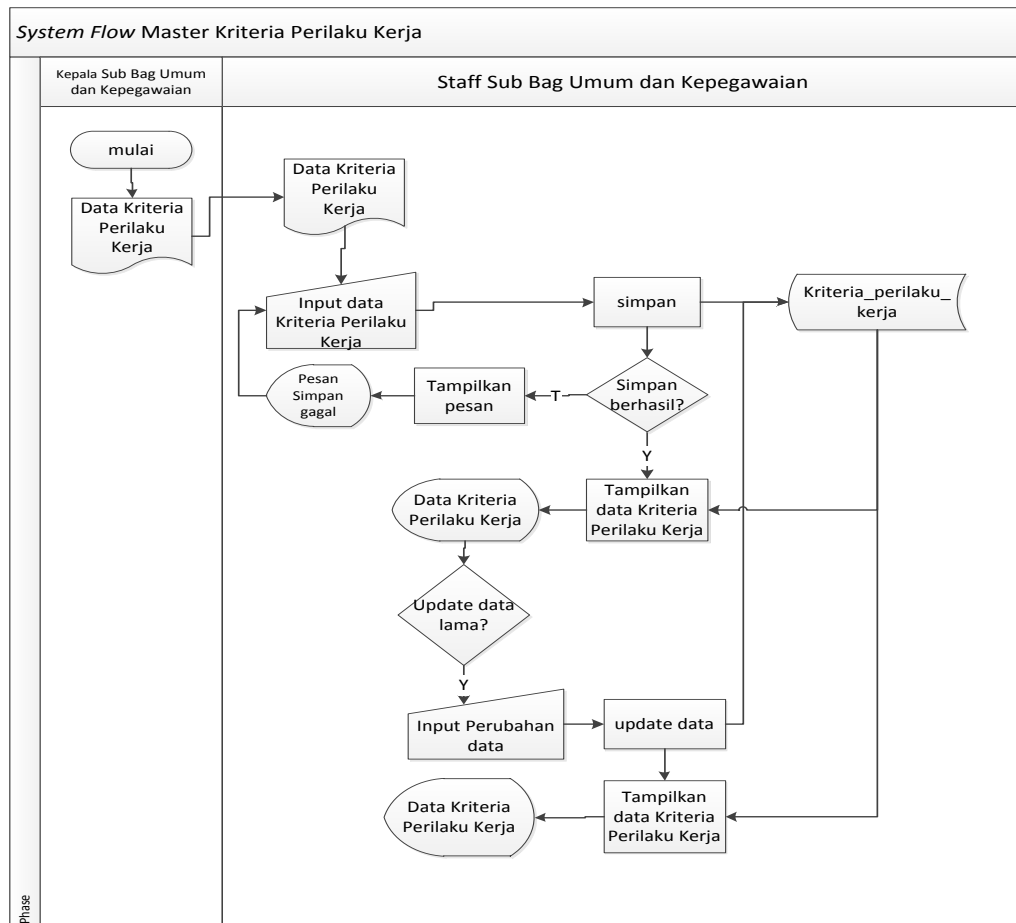 System Flow Master Kriteria Perilaku Kerja
Kepala Sub Bag Umum
dan Kepegawaian
Staff Sub Bag Umum dan Kepegawaian
mulai
Data Kriteria
Perilaku
Kerja
Data Kriteria
Perilaku
Kerja
Input data
Kriteria Perilaku
Kerja
simpan
Kriteria_perilaku_
kerja
Pesan
Simpan
gagal
Tampilkan
pesan
T
Simpan
berhasil?
Y
Data Kriteria
Perilaku Kerja
Tampilkan
data Kriteria
Perilaku Kerja
Update data
lama?
Y
Input Perubahan
data
update data
Data Kriteria
Perilaku Kerja
Tampilkan
data Kriteria
Perilaku Kerja
Phase